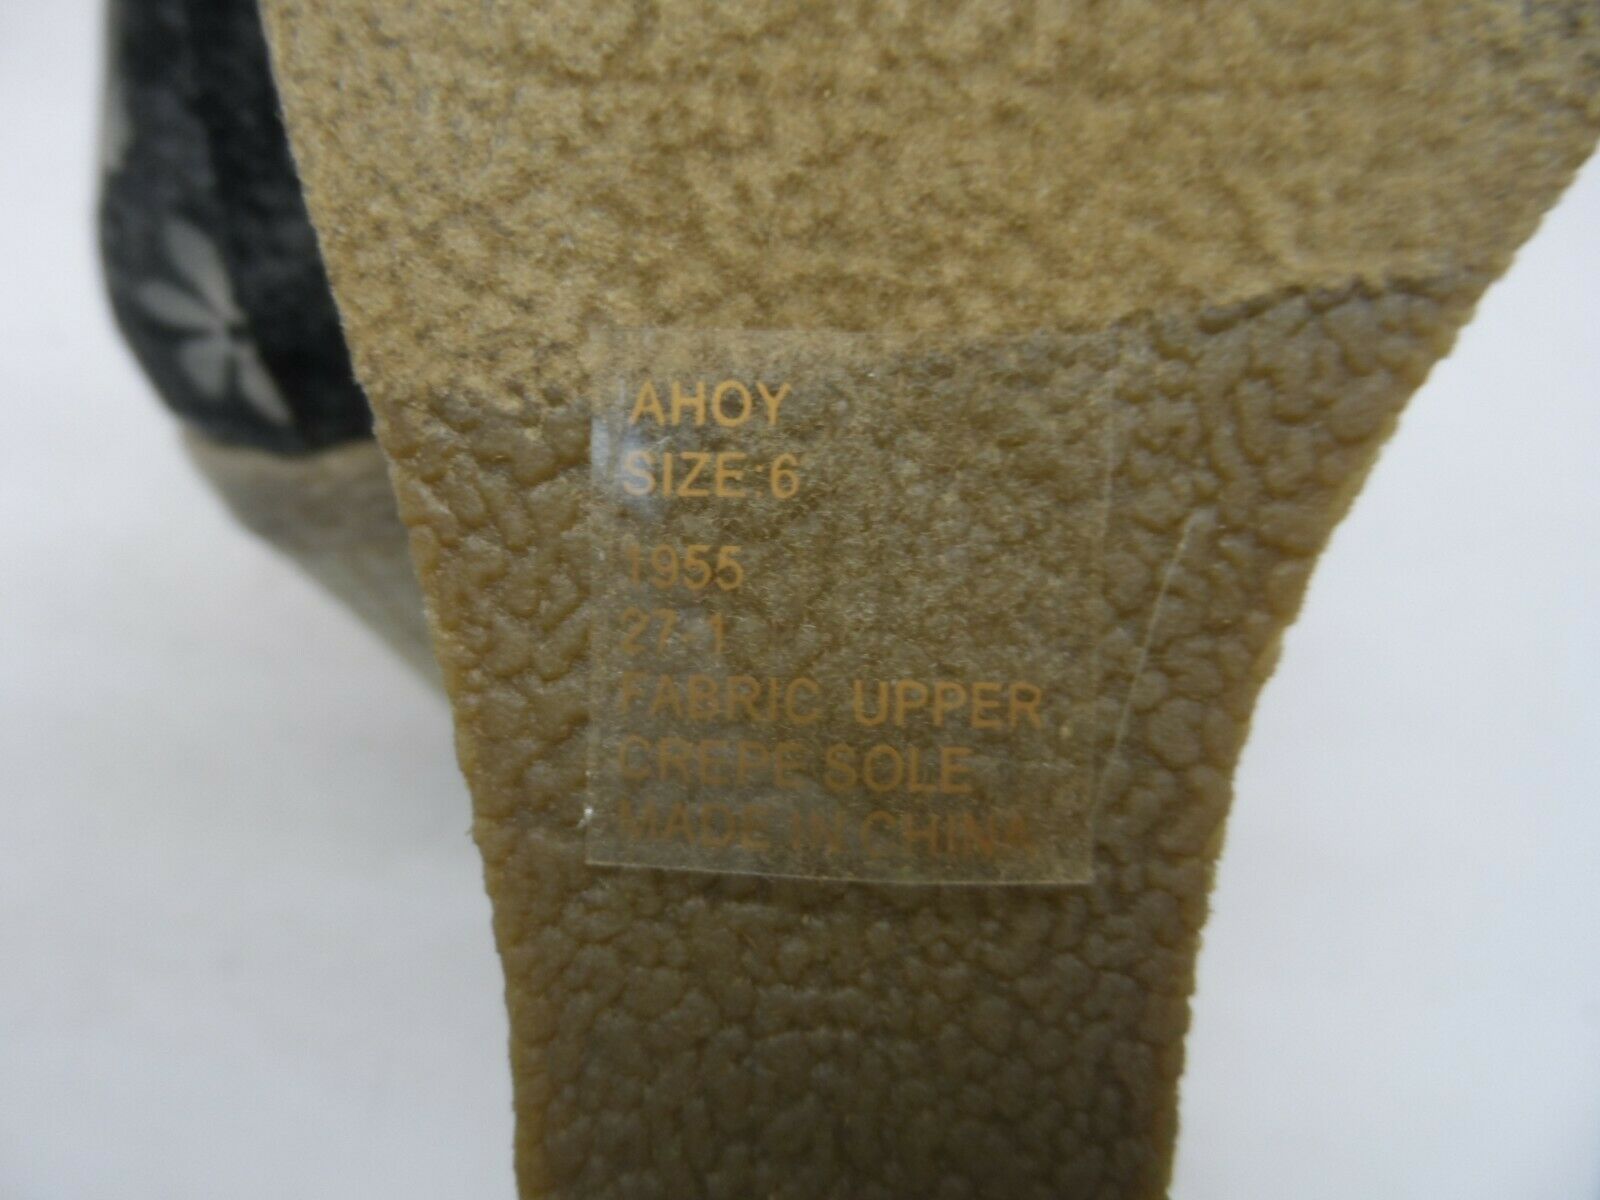 AHOY
SIZE:6
1955
27-1
FABRIC UPPER
CREPE SOLE
MADE IN CHINA